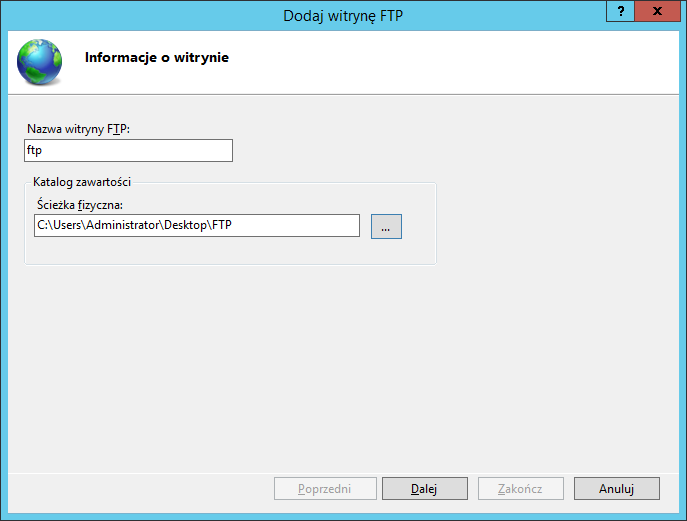 Dodaj witrynę FTP
? x
Informacje o witrynie
Nazwa witryny FTP:
ftp
Katalog zawartości
Ścieżka fizyczna:
C:\Users\Administrator\Desktop\FTP
...
Poprzedni Dalej Zakończ Anuluj